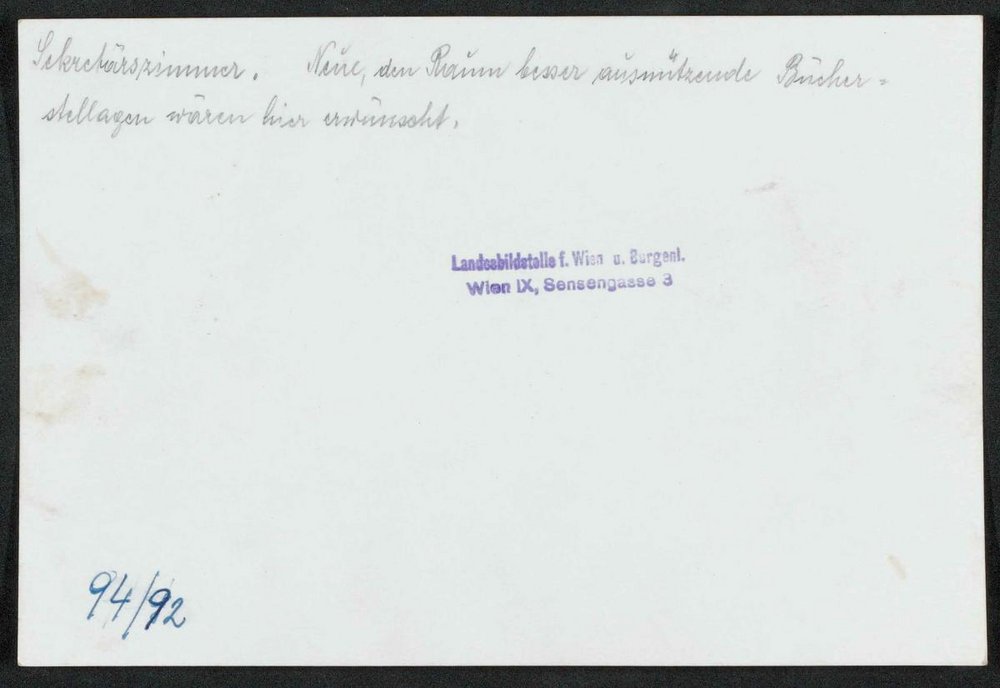 Sekretärszimmer. Neue, den Raum besser ausnützende Bücher=
stellagen wären hier erwünscht.
Landesbildstelle f. Wien u. Burgenl.
Wien IX, Sensengasse 3
94/92